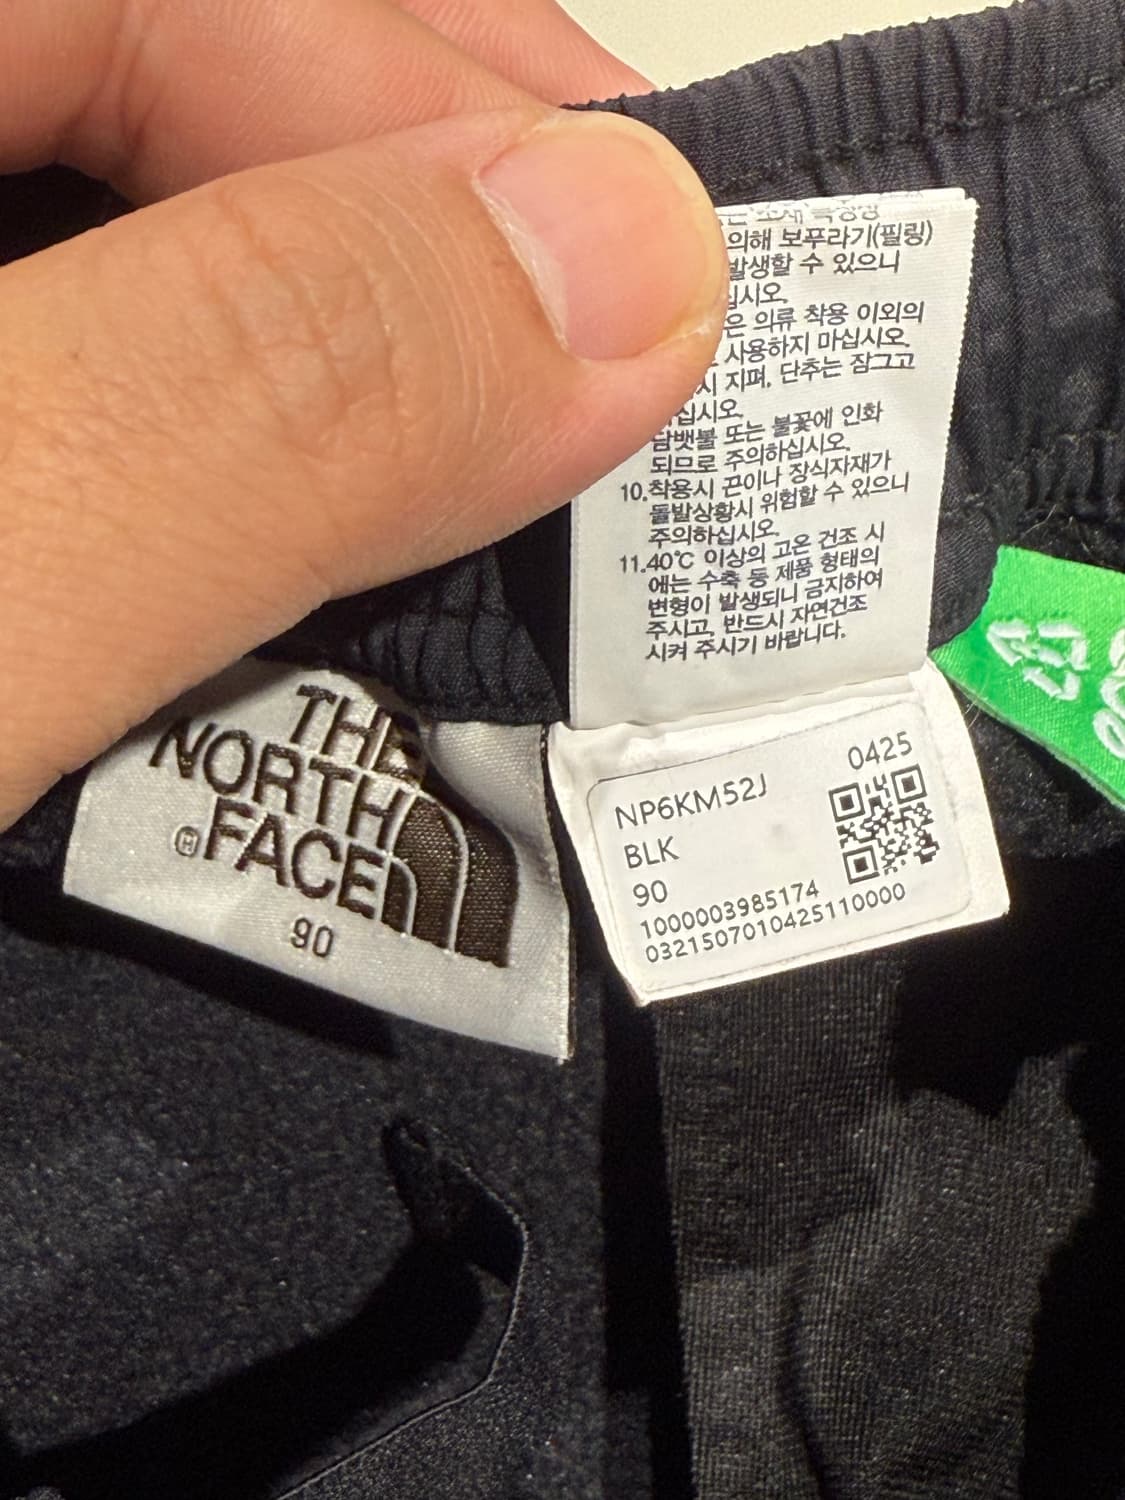 소재 특성상
의해 보푸라기(필링)
발생할 수 있으니
십시오.
은 의류 착용 이외의
사용하지 마십시오.
시 지퍼, 단추는 잠그고
십시오.
담뱃불 또는 불꽃에 인화
되므로 주의하십시오.
10.착용시 끈이나 장식자재가
돌발상황시 위험할 수 있으니
주의하십시오.
11.40℃ 이상의 고온 건조 시
에는 수축 등 제품 형태의
변형이 발생되니 금지하여
주시고, 반드시 자연건조
시켜 주시기 바랍니다.
THE
NORTH
FACE
®
90
0425
NP6KM52J
BLK
90
1000003985174
0321507010425110000